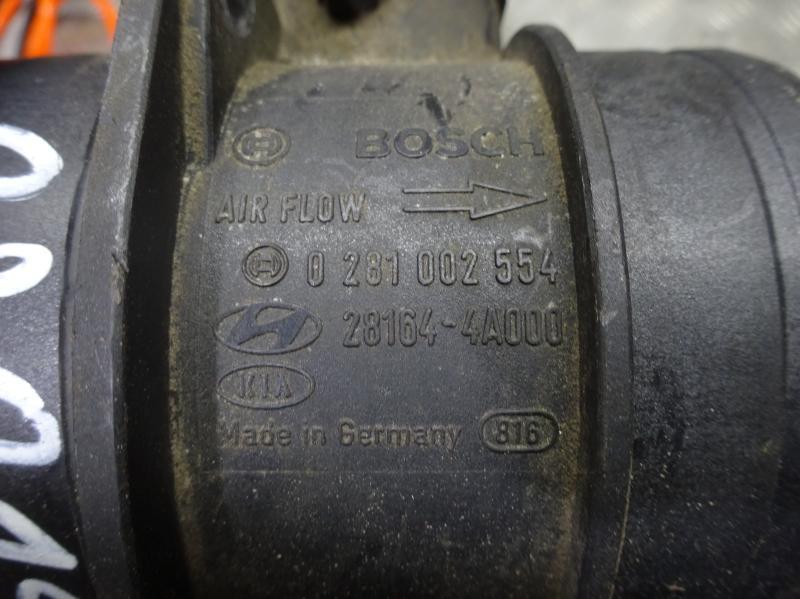 BOSCH
AIR FLOW
0 281 002 554
28164-4A000
KIA
Made in Germany 816